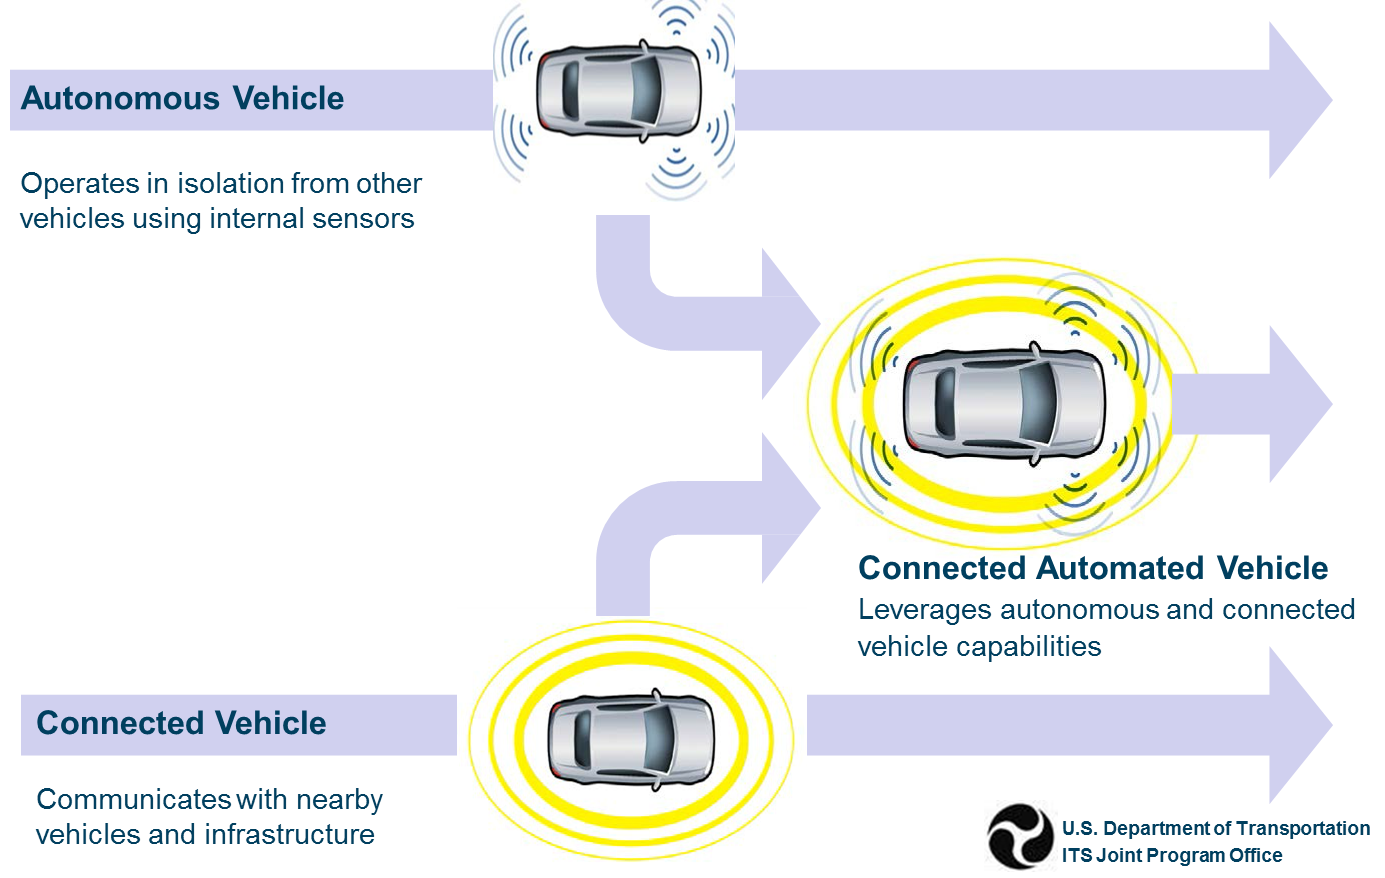 Autonomous Vehicle
Operates in isolation from other
vehicles using internal sensors
Connected Automated Vehicle
Leverages autonomous and connected
vehicle capabilities
Connected Vehicle
Communicates with nearby
vehicles and infrastructure
U.S. Department of Transportation
ITS Joint Program Office